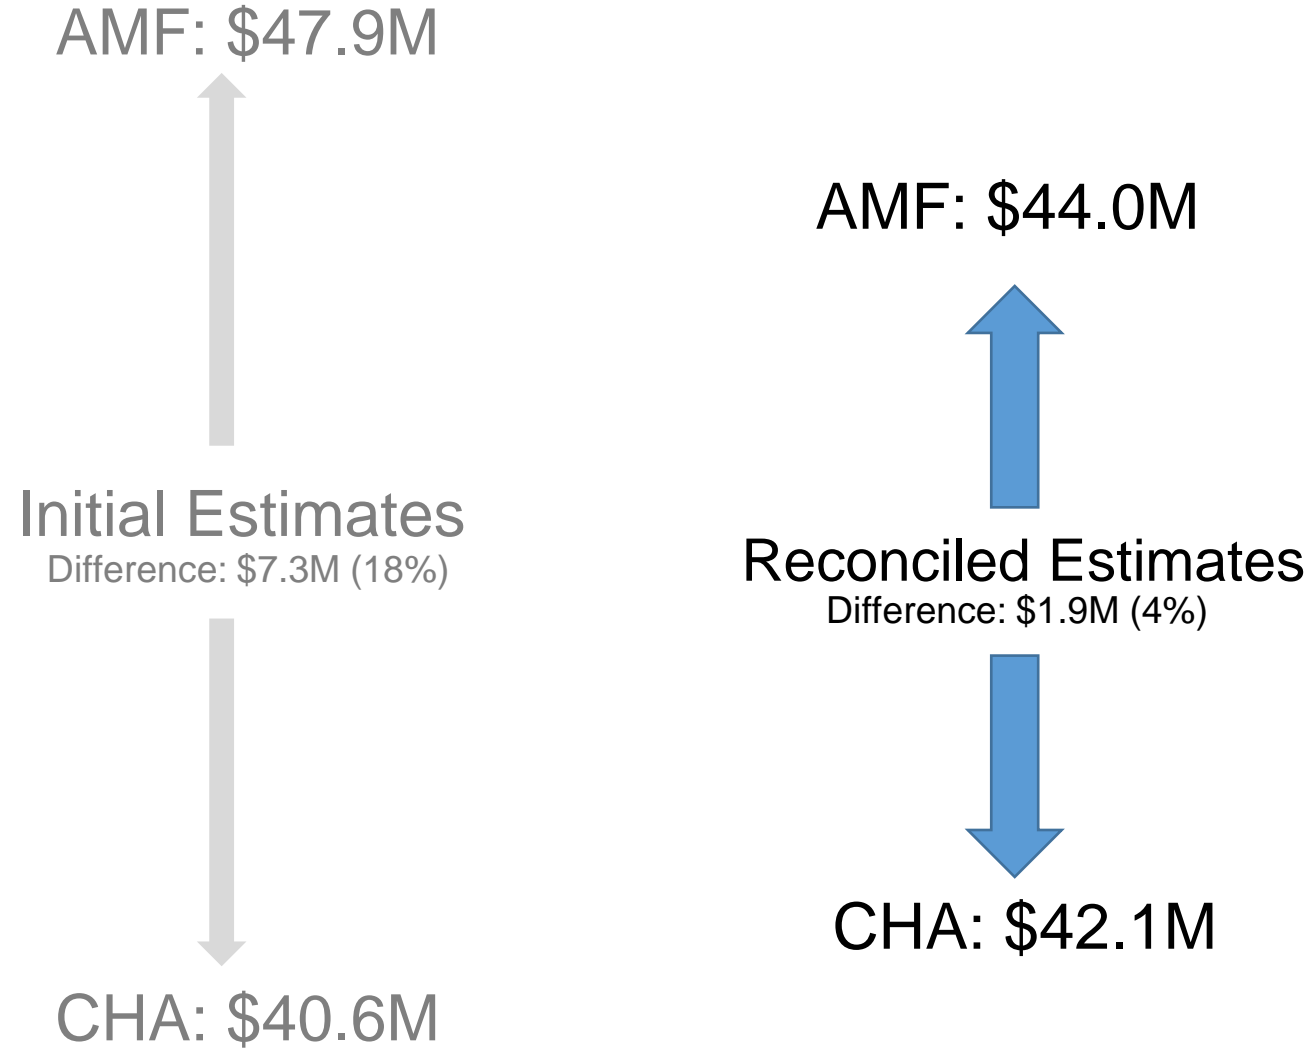 AMF: $47.9M
Initial Estimates
Difference: $7.3M (18%)
CHA: $40.6M
AMF: $44.0M
Reconciled Estimates
Difference: $1.9M (4%)
CHA: $42.1M